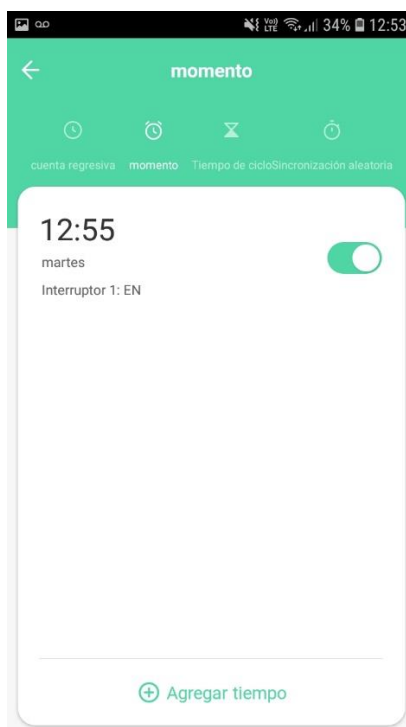 34% 12:53
momento
cuenta regresiva momento Tiempo de ciclo Sincronización aleatoria
12:55
martes
Interruptor 1: EN
Agregar tiempo